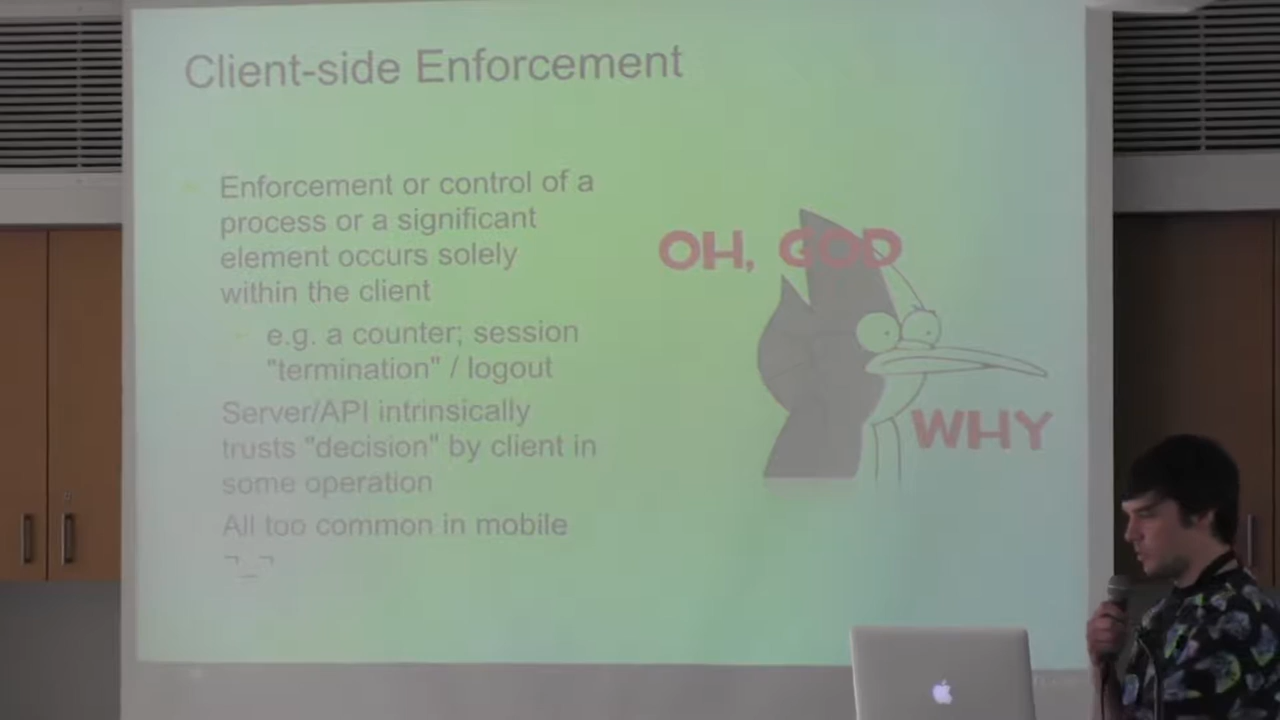 Client-side Enforcement
Enforcement or control of a
process or a significant
element occurs solely
within the client
e.g. a counter; session
"termination" / logout
Server/API intrinsically
trusts "decision" by client in
some operation
All too common in mobile
¬_¬
OH, GOD
WHY